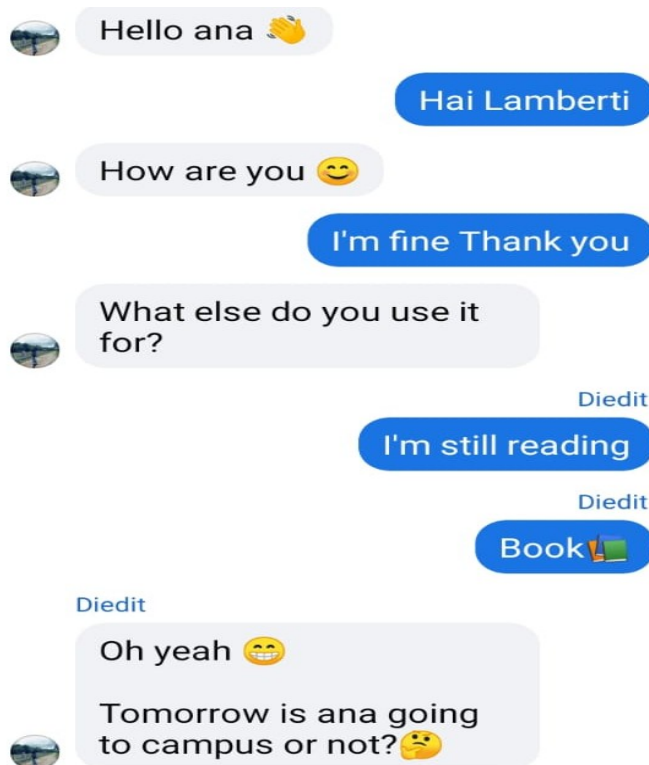 Hello ana 👋
Hai Lamberti
How are you 😊
I'm fine Thank you
What else do you use it
for?
Diedit
I'm still reading
Diedit
Book📚
Diedit
Oh yeah 😁
Tomorrow is ana going
to campus or not?🤔